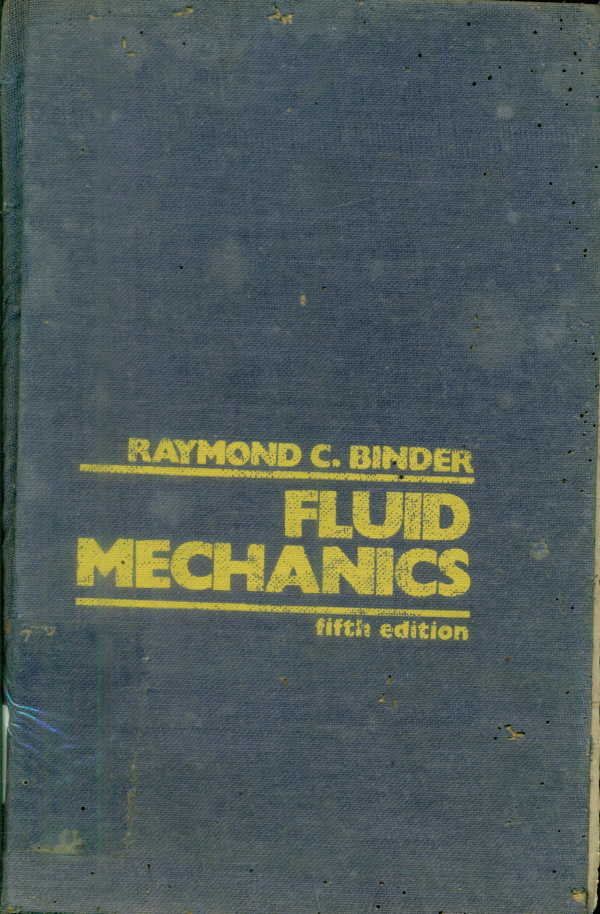 RAYMOND C. BINDER
FLUID
MECHANICS
fifth edition